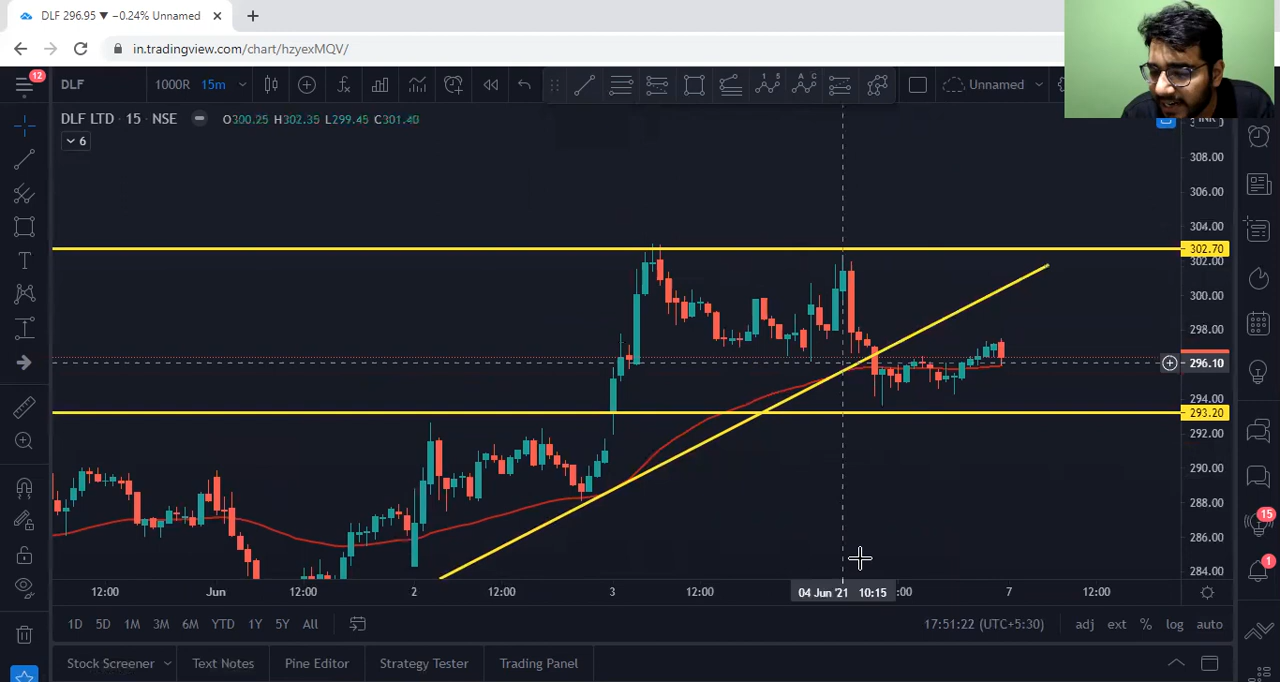 DLF 296.95 ▼ −0.24% Unnamed
in.tradingview.com/chart/hzyexMQV/
12
DLF
1000R
15m
Unnamed
DLF LTD · 15 · NSE
O300.25 H302.35 L299.45 C301.40
6
308.00
306.00
304.00
302.70
302.00
300.00
298.00
296.10
294.00
293.20
292.00
290.00
288.00
286.00
284.00
15
1
12:00
Jun
12:00
2
12:00
3
12:00
04 Jun '21 10:15
:00
7
12:00
1D 5D 1M 3M 6M YTD 1Y 5Y All
17:51:22 (UTC+5:30)
adj ext % log auto
Stock Screener
Text Notes
Pine Editor
Strategy Tester
Trading Panel